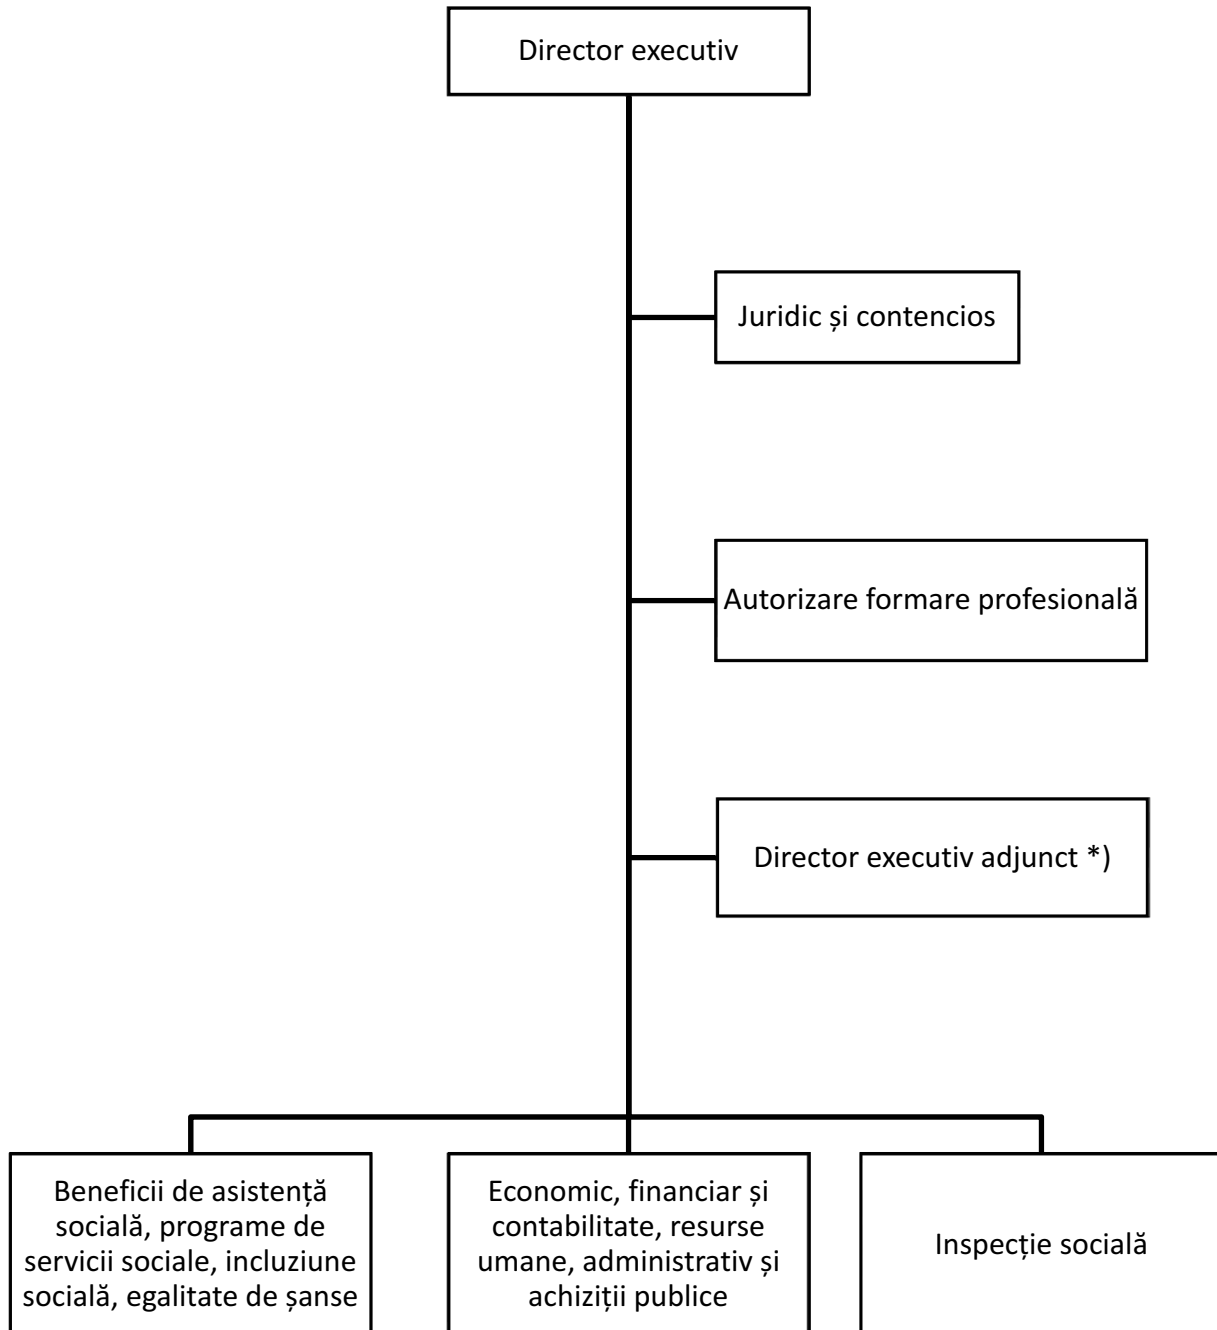 Director executiv
Juridic și contencios
Autorizare formare profesională
Director executiv adjunct *)
Beneficii de asistență
socială, programe de
servicii sociale, incluziune
socială, egalitate de șanse
Economic, financiar și
contabilitate, resurse
umane, administrativ și
achiziții publice
Inspecție socială